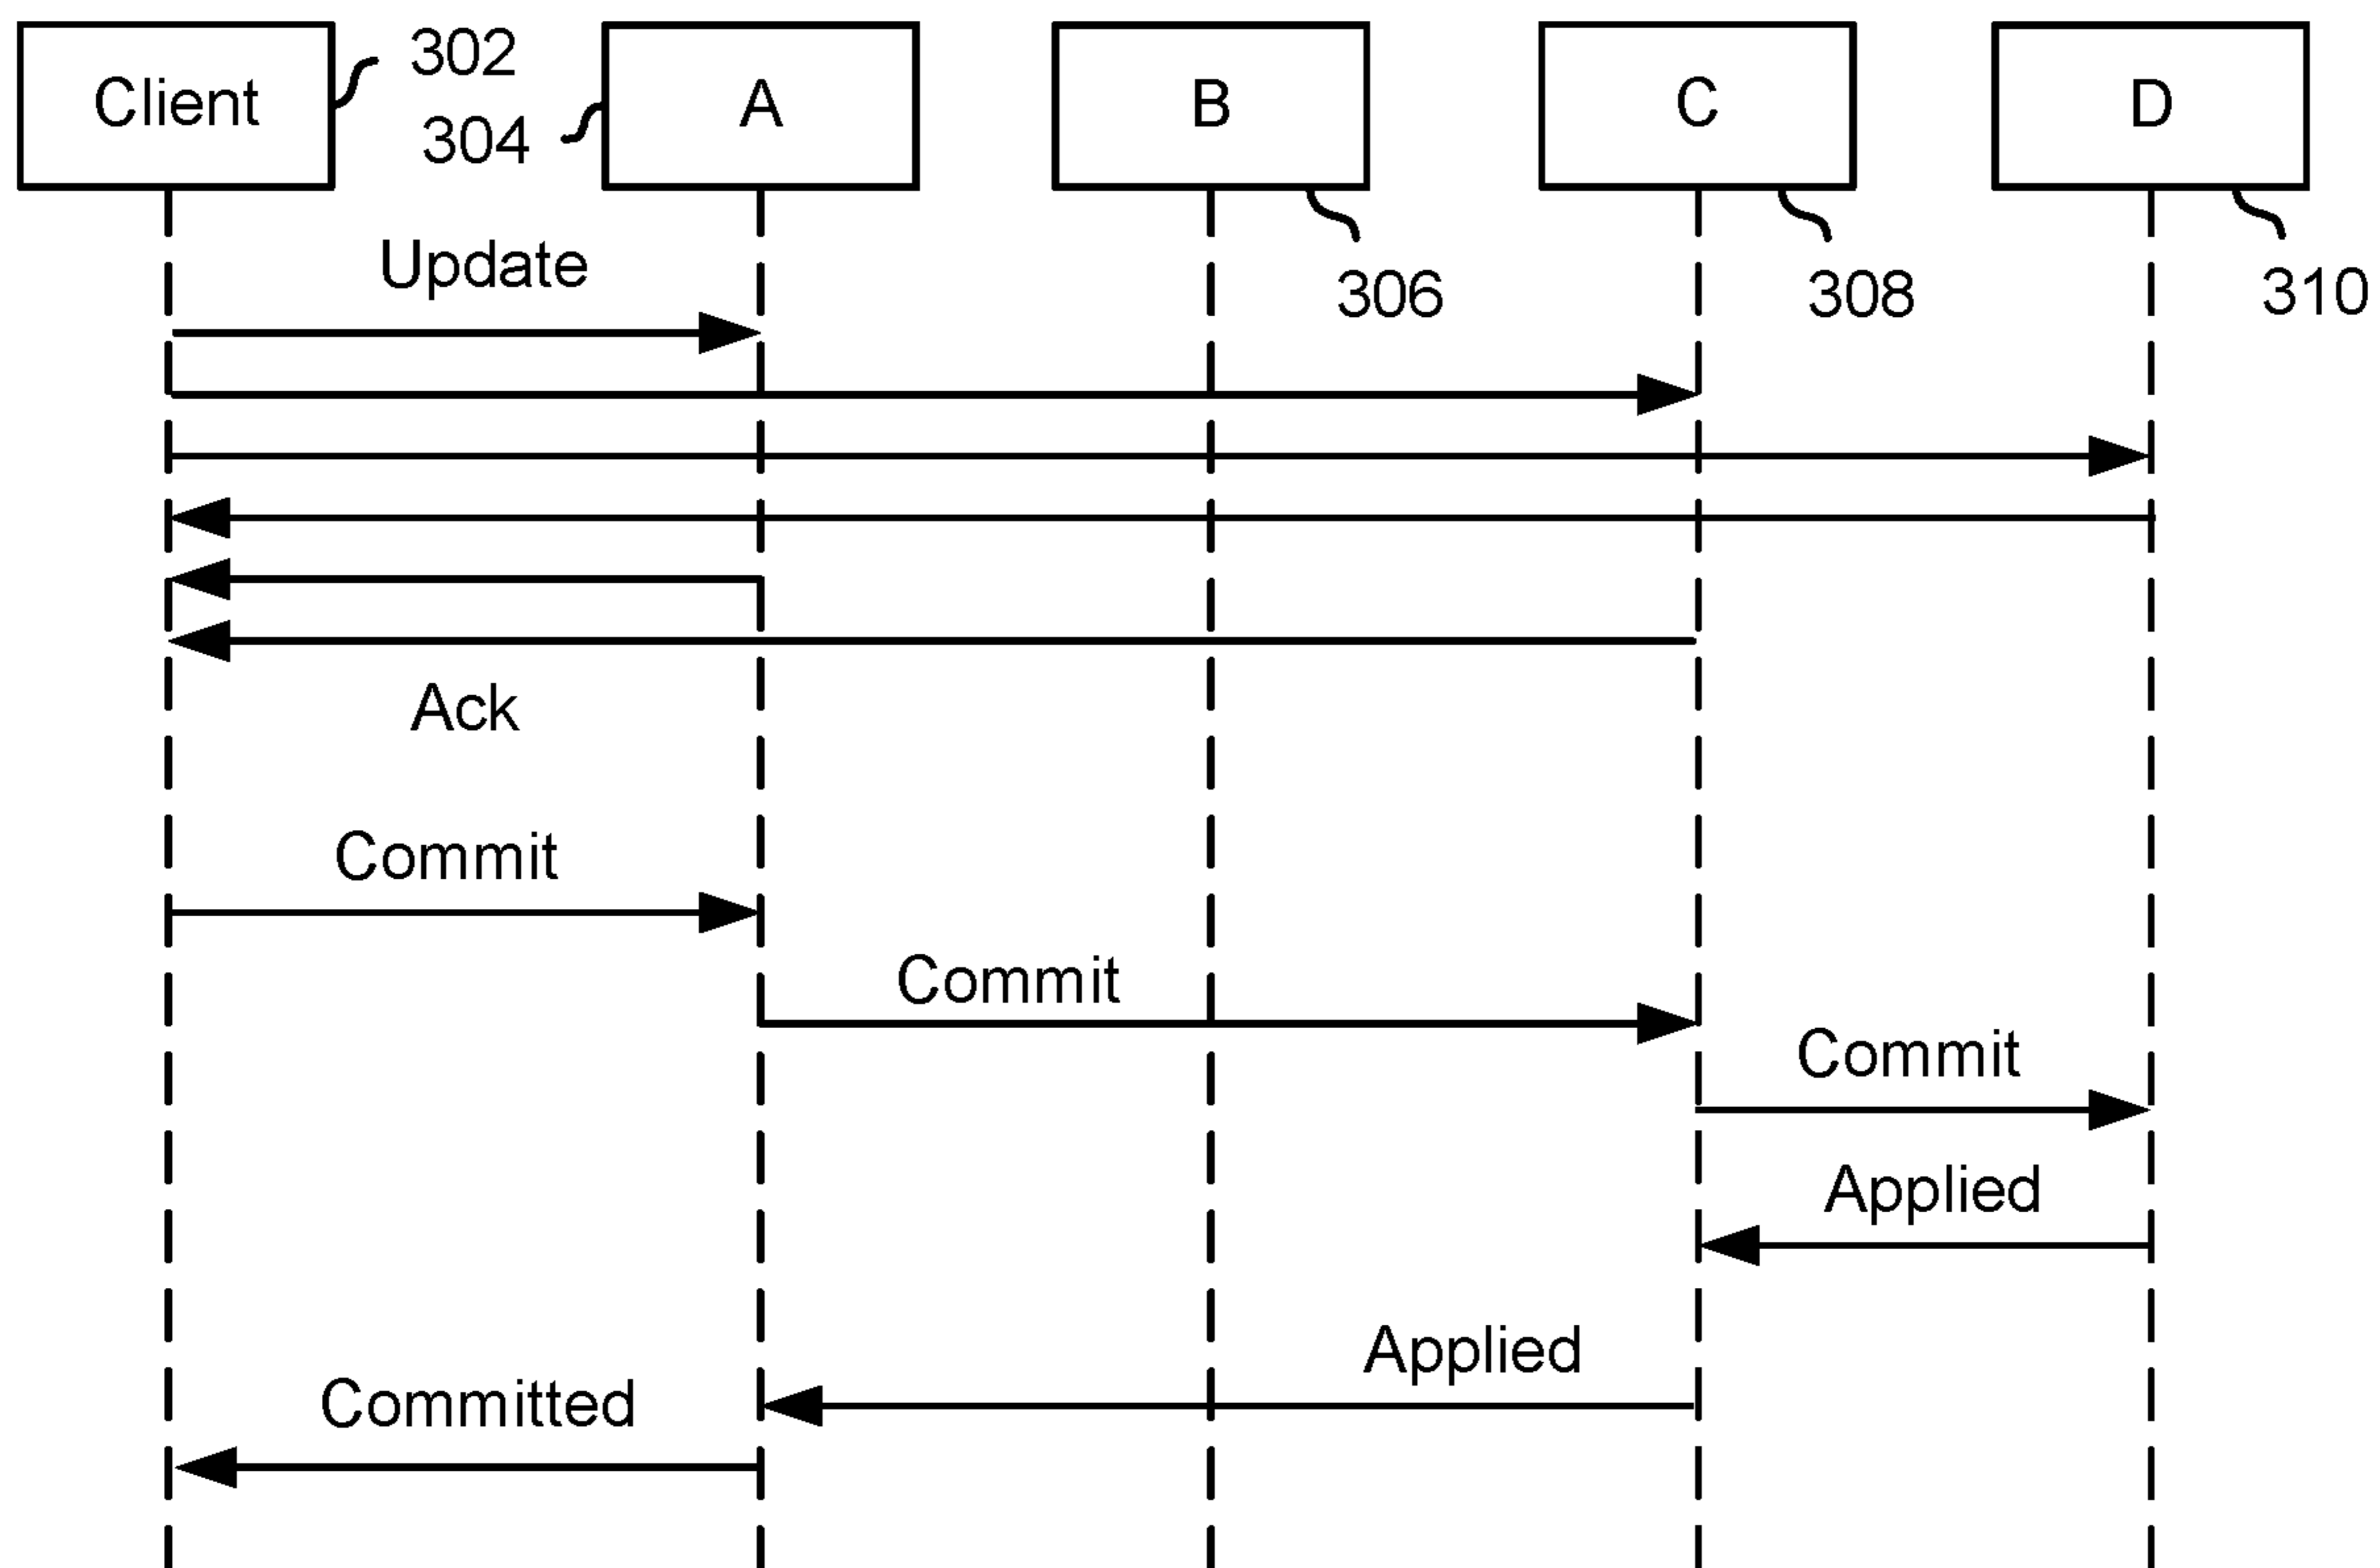 Client
302
304
A
B
C
D
306
308
310
Update
Ack
Commit
Commit
Commit
Applied
Applied
Committed